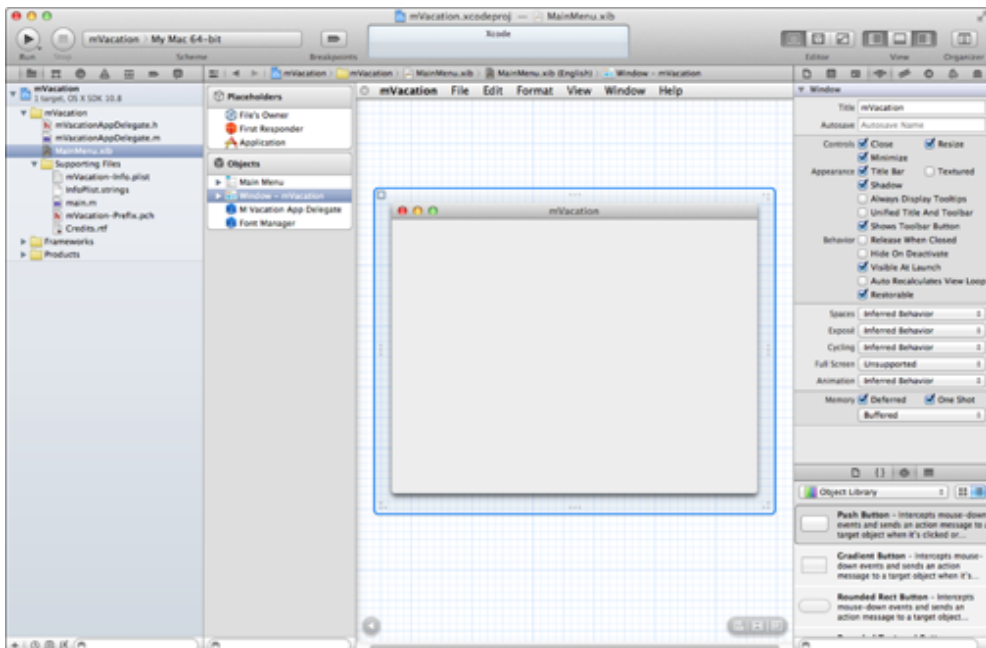 mVacation.xcodeproj — MainMenu.xib
Run
Stop
mVacation
My Mac 64-bit
Scheme
Breakpoints
Xcode
Editor
View
Organizer
mVacation
mVacation
MainMenu.xib
MainMenu.xib (English)
Window - mVacation
mVacation
1 target, OS X SDK 10.8
mVacation
mVacationAppDelegate.h
mVacationAppDelegate.m
MainMenu.xib
Supporting Files
mVacation-Info.plist
InfoPlist.strings
main.m
mVacation-Prefix.pch
Credits.rtf
Frameworks
Products
Placeholders
File's Owner
First Responder
Application
Objects
Main Menu
Window - mVacation
M Vacation App Delegate
Font Manager
mVacation File Edit Format View Window Help
mVacation
Window
Title mVacation
Autosave Autosave Name
Controls Close Resize
Minimize
Appearance Title Bar Textured
Shadow
Always Display Tooltips
Unified Title And Toolbar
Shows Toolbar Button
Behavior Release When Closed
Hide On Deactivate
Visible At Launch
Auto Recalculates View Loop
Restorable
Spaces Inferred Behavior
Exposé Inferred Behavior
Cycling Inferred Behavior
Full Screen Unsupported
Animation Inferred Behavior
Memory Deferred One Shot
Buffered
Object Library
Push Button - Intercepts mouse-down
events and sends an action message to a
target object when it's clicked or...
Gradient Button - Intercepts mouse-
down events and sends an action
message to a target object when it's...
Rounded Rect Button - Intercepts
mouse-down events and sends an
action message to a target object...